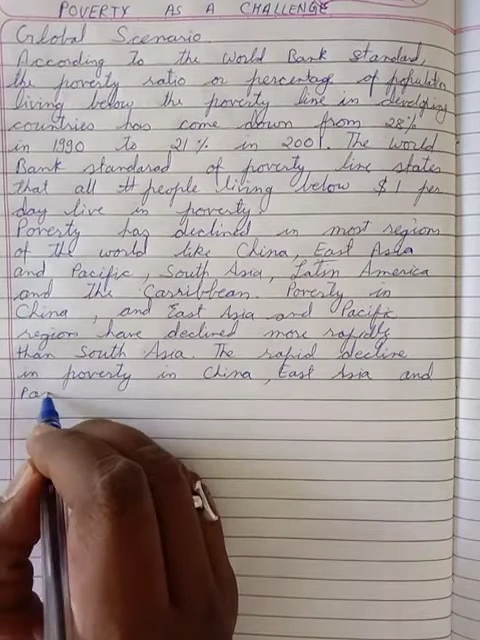 POVERTY AS A CHALLENGE
Global Scenario
According to the World Bank standard,
the poverty ratio or percentage of population
living below the poverty line in developing
countries has come down from 28%
in 1990 to 21% in 2001. The World
Bank standarad of poverty line states
that all people living below $1 per
day live in poverty.
Poverty has declined in most region
of the world like China, East Asia
and Pacific, South Asia, Latin America
and the Carribbean. Poverty in
China, and East Asia and Pacific
region have declined more rapidly
than South Asia. The rapid decline
in poverty in China, East Asia and
Pa